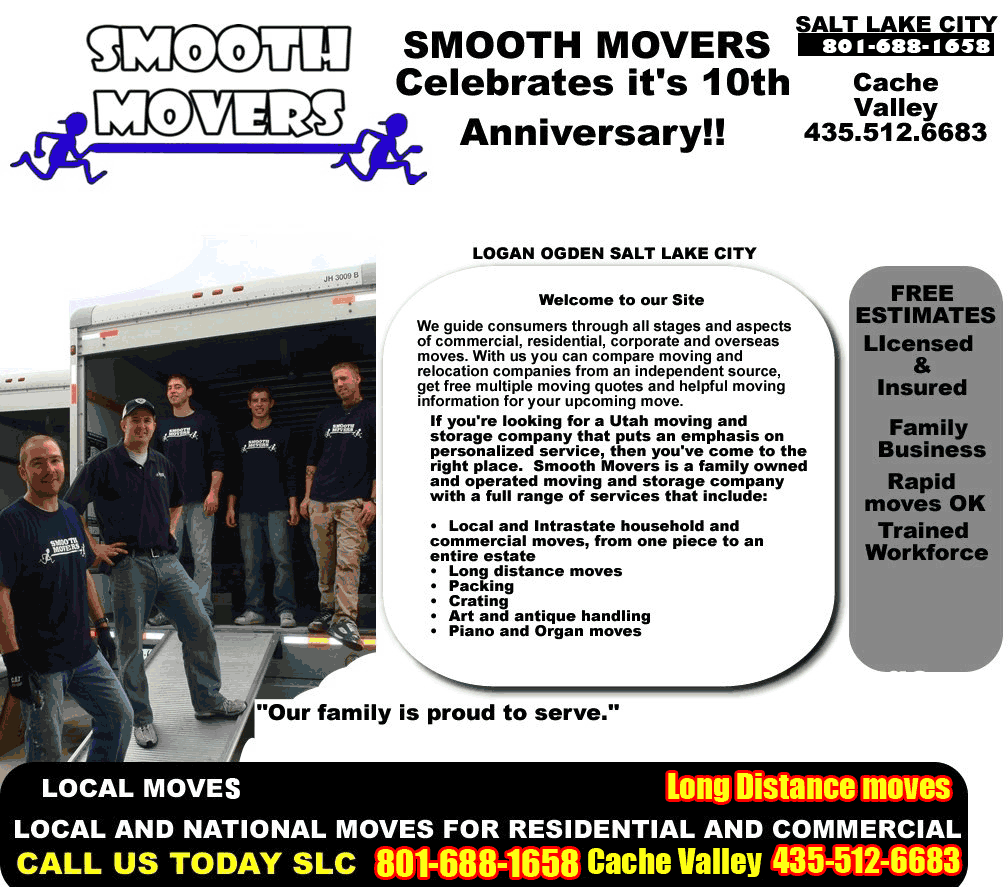 SMOOTH
MOVERS
SMOOTH MOVERS
Celebrates it's 10th
Anniversary!!
SALT LAKE CITY
801-688-1658
Cache
Valley
435.512.6683
LOGAN OGDEN SALT LAKE CITY
JH 3009 B
SMOOTH
MOVERS
SMOOTH
MOVERS
SMOOTH
MOVERS
SMOOTH
MOVERS
Welcome to our Site
We guide consumers through all stages and aspects
of commercial, residential, corporate and overseas
moves. With us you can compare moving and
relocation companies from an independent source,
get free multiple moving quotes and helpful moving
information for your upcoming move.
If you're looking for a Utah moving and
storage company that puts an emphasis on
personalized service, then you've come to the
right place. Smooth Movers is a family owned
and operated moving and storage company
with a full range of services that include:
• Local and Intrastate household and
commercial moves, from one piece to an
entire estate
• Long distance moves
• Packing
• Crating
• Art and antique handling
• Piano and Organ moves
FREE
ESTIMATES
LIcensed
&
Insured
Family
Business
Rapid
moves OK
Trained
Workforce
"Our family is proud to serve."
LOCAL MOVES
Long Distance moves
LOCAL AND NATIONAL MOVES FOR RESIDENTIAL AND COMMERCIAL
CALL US TODAY SLC 801-688-1658 Cache Valley 435-512-6683